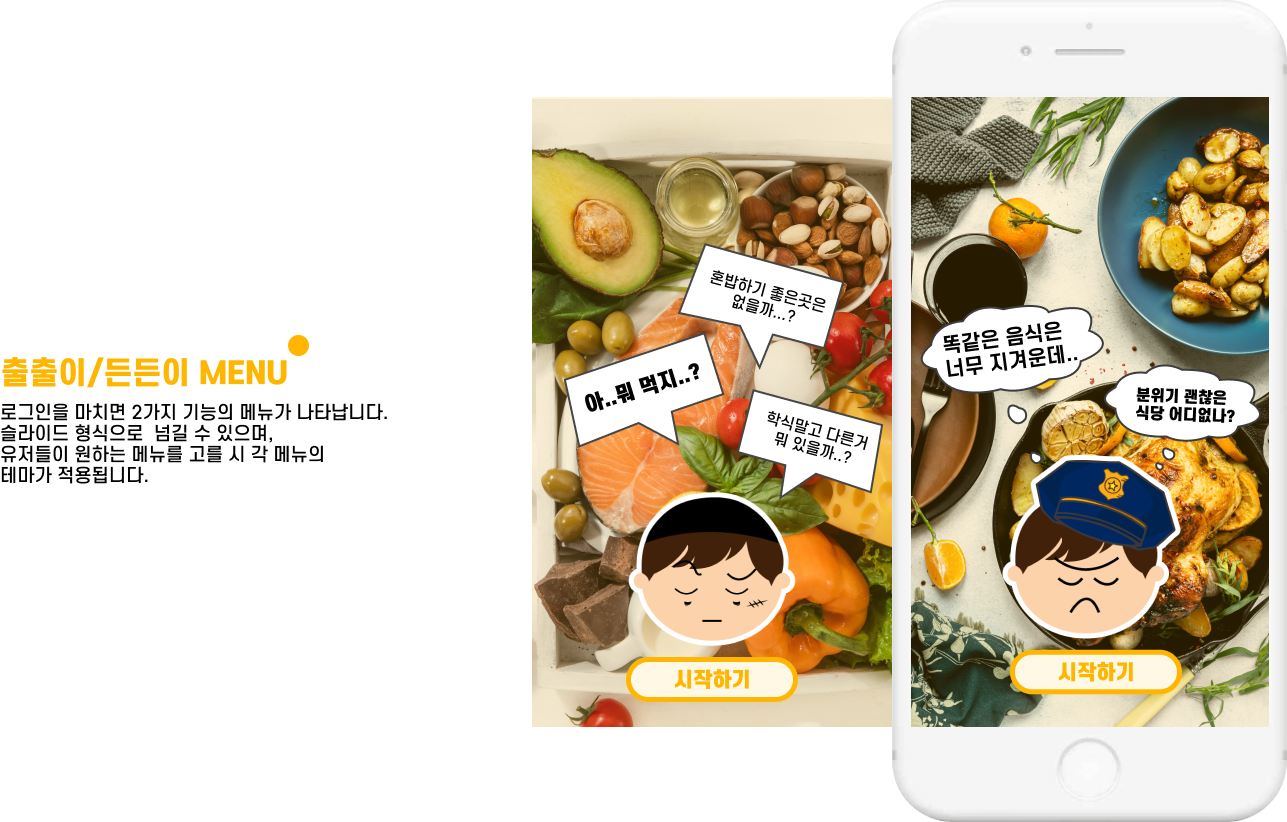 출출이/든든이 MENU
로그인을 마치면 2가지 기능의 메뉴가 나타납니다.
슬라이드 형식으로 넘길 수 있으며,
유저들이 원하는 메뉴를 고를 시 각 메뉴의
테마가 적용됩니다.
혼밥하기 좋은곳은
없을까...?
아..뭐 먹지..?
학식말고 다른거
뭐 있을까..?
시작하기
똑같은 음식은
너무 지겨운데..
분위기 괜찮은
식당 어디없나?
시작하기